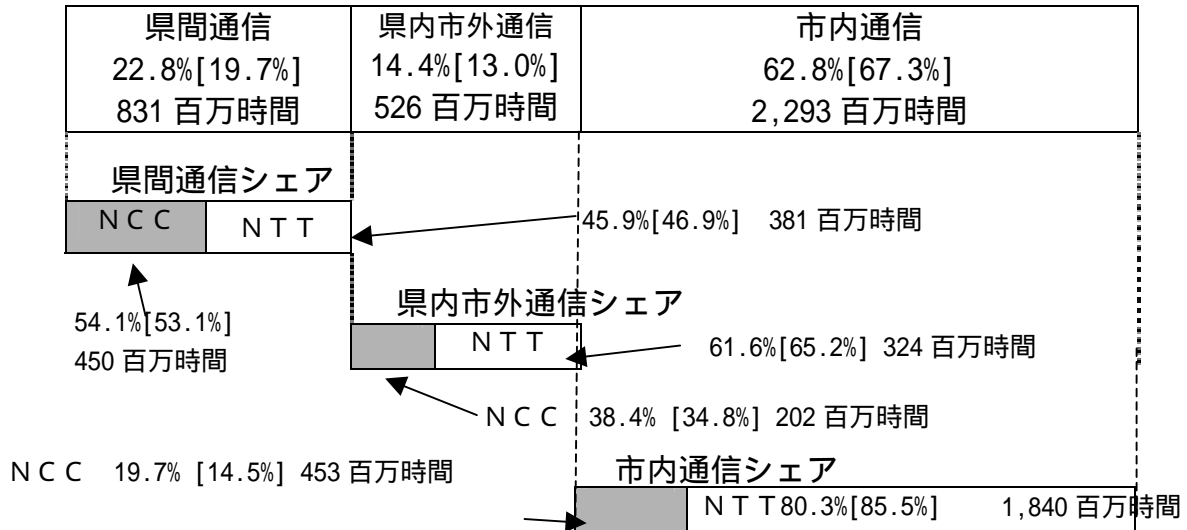 県間通信
22.8%[19.7%]
831 百万時間
県内市外通信
14.4%[13.0%]
526 百万時間
市内通信
62.8%[67.3%]
2,293 百万時間
県間通信シェア
ＮＣＣ
ＮＴＴ
45.9%[46.9%] 381 百万時間
54.1%[53.1%]
450 百万時間
県内市外通信シェア
ＮＴＴ
61.6%[65.2%] 324 百万時間
ＮＣＣ 38.4% [34.8%] 202 百万時間
ＮＣＣ 19.7% [14.5%] 453 百万時間
市内通信シェア
ＮＴＴ80.3%[85.5%] 1,840 百万時間